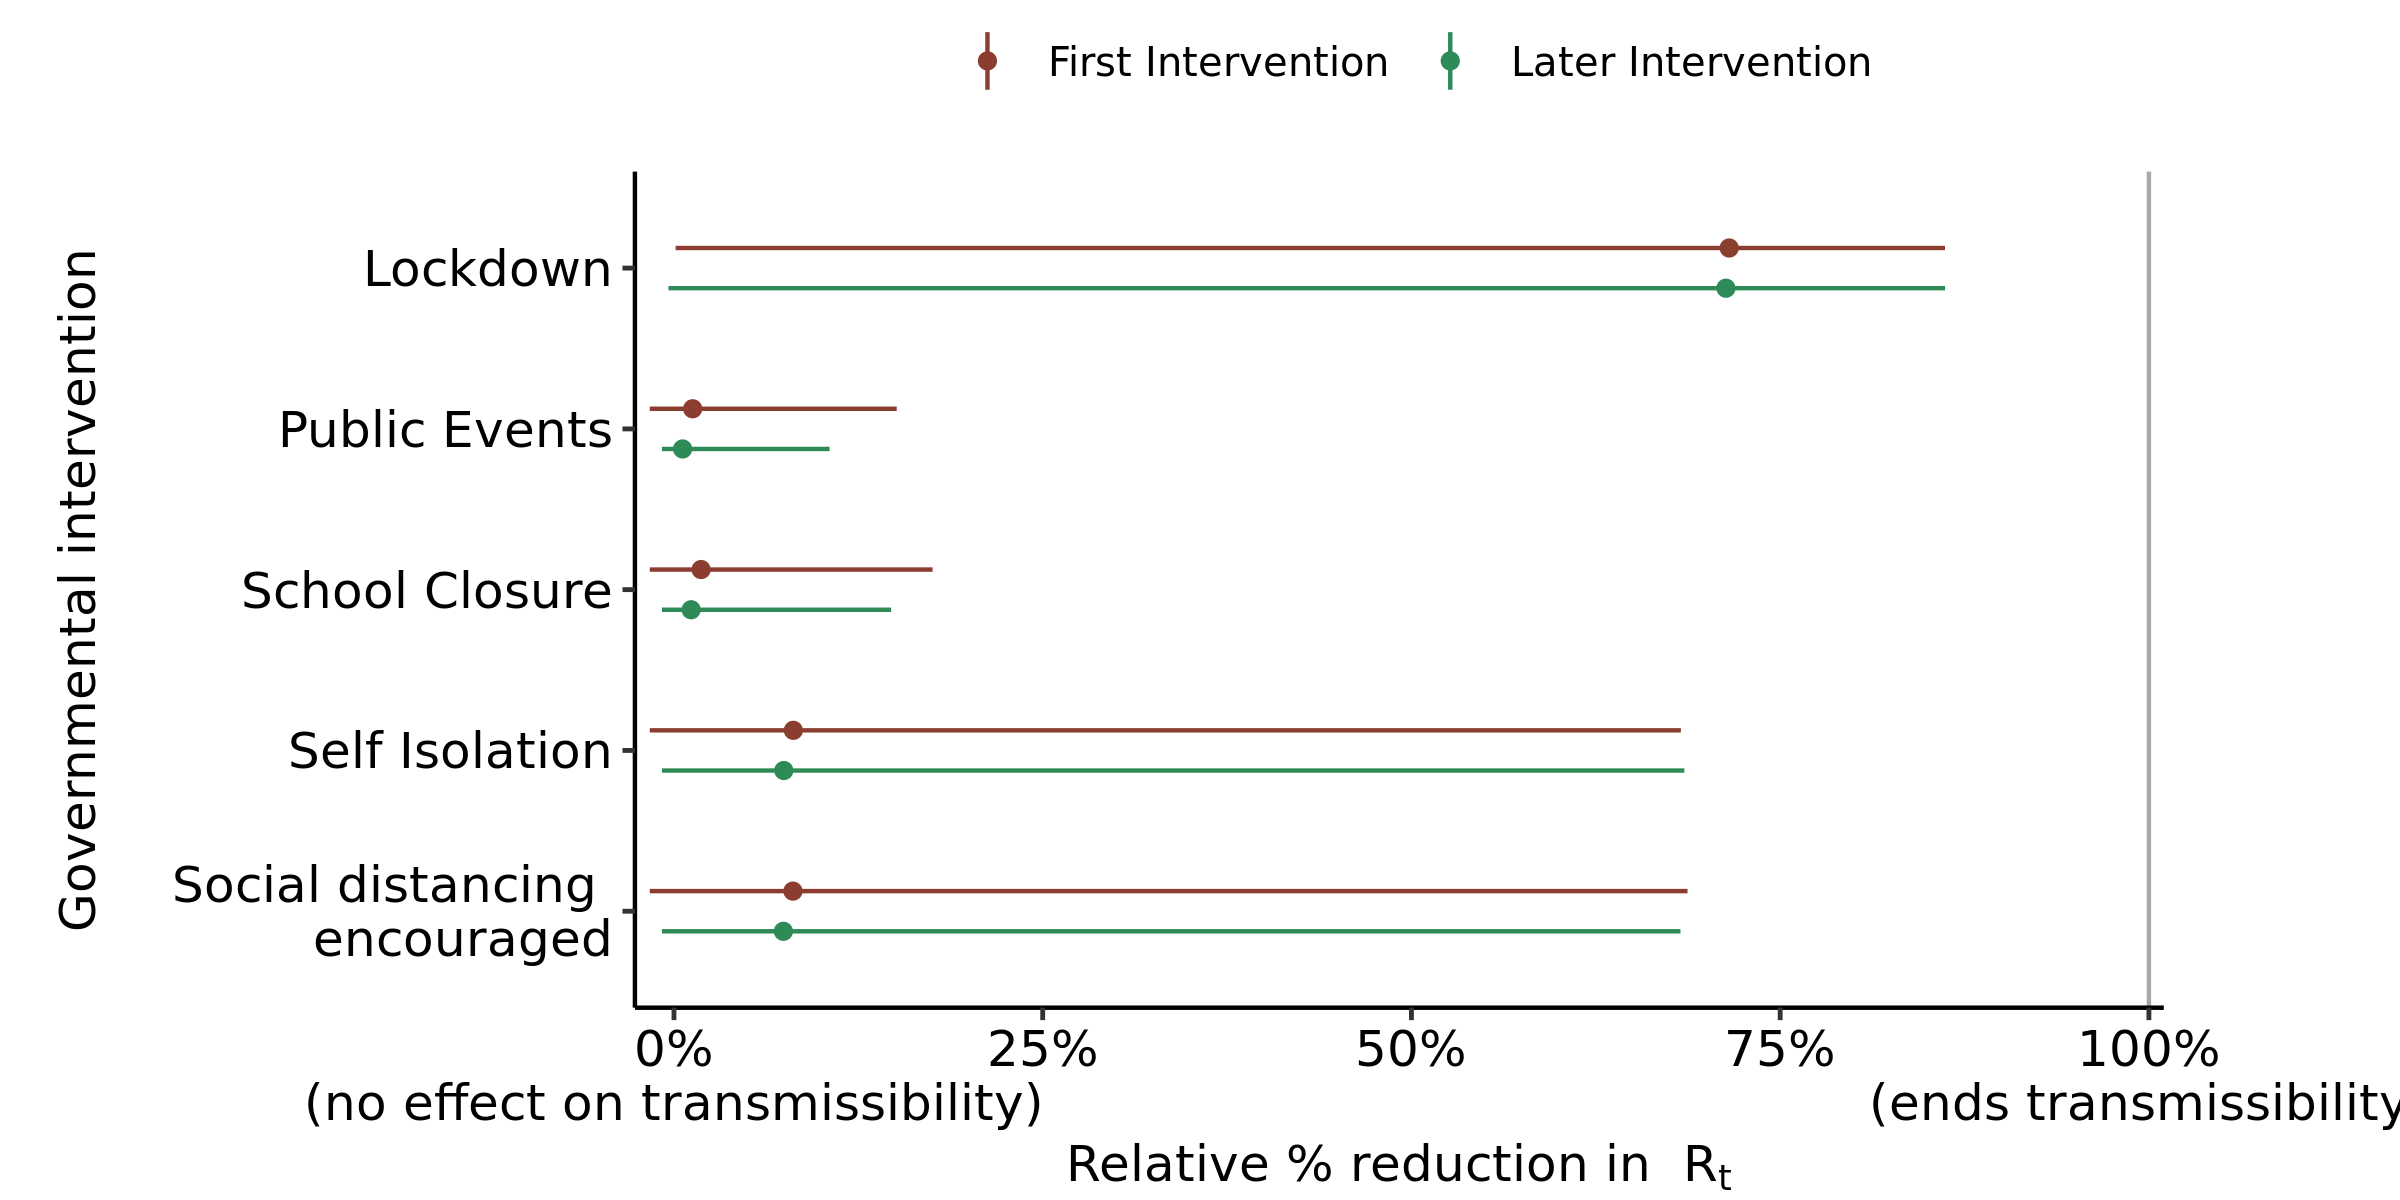 First Intervention Later Intervention
Governmental intervention
Lockdown
Public Events
School Closure
Self Isolation
Social distancing
encouraged
0% 25% 50% 75% 100%
(no effect on transmissibility) (ends transmissibility
Relative % reduction in Rt